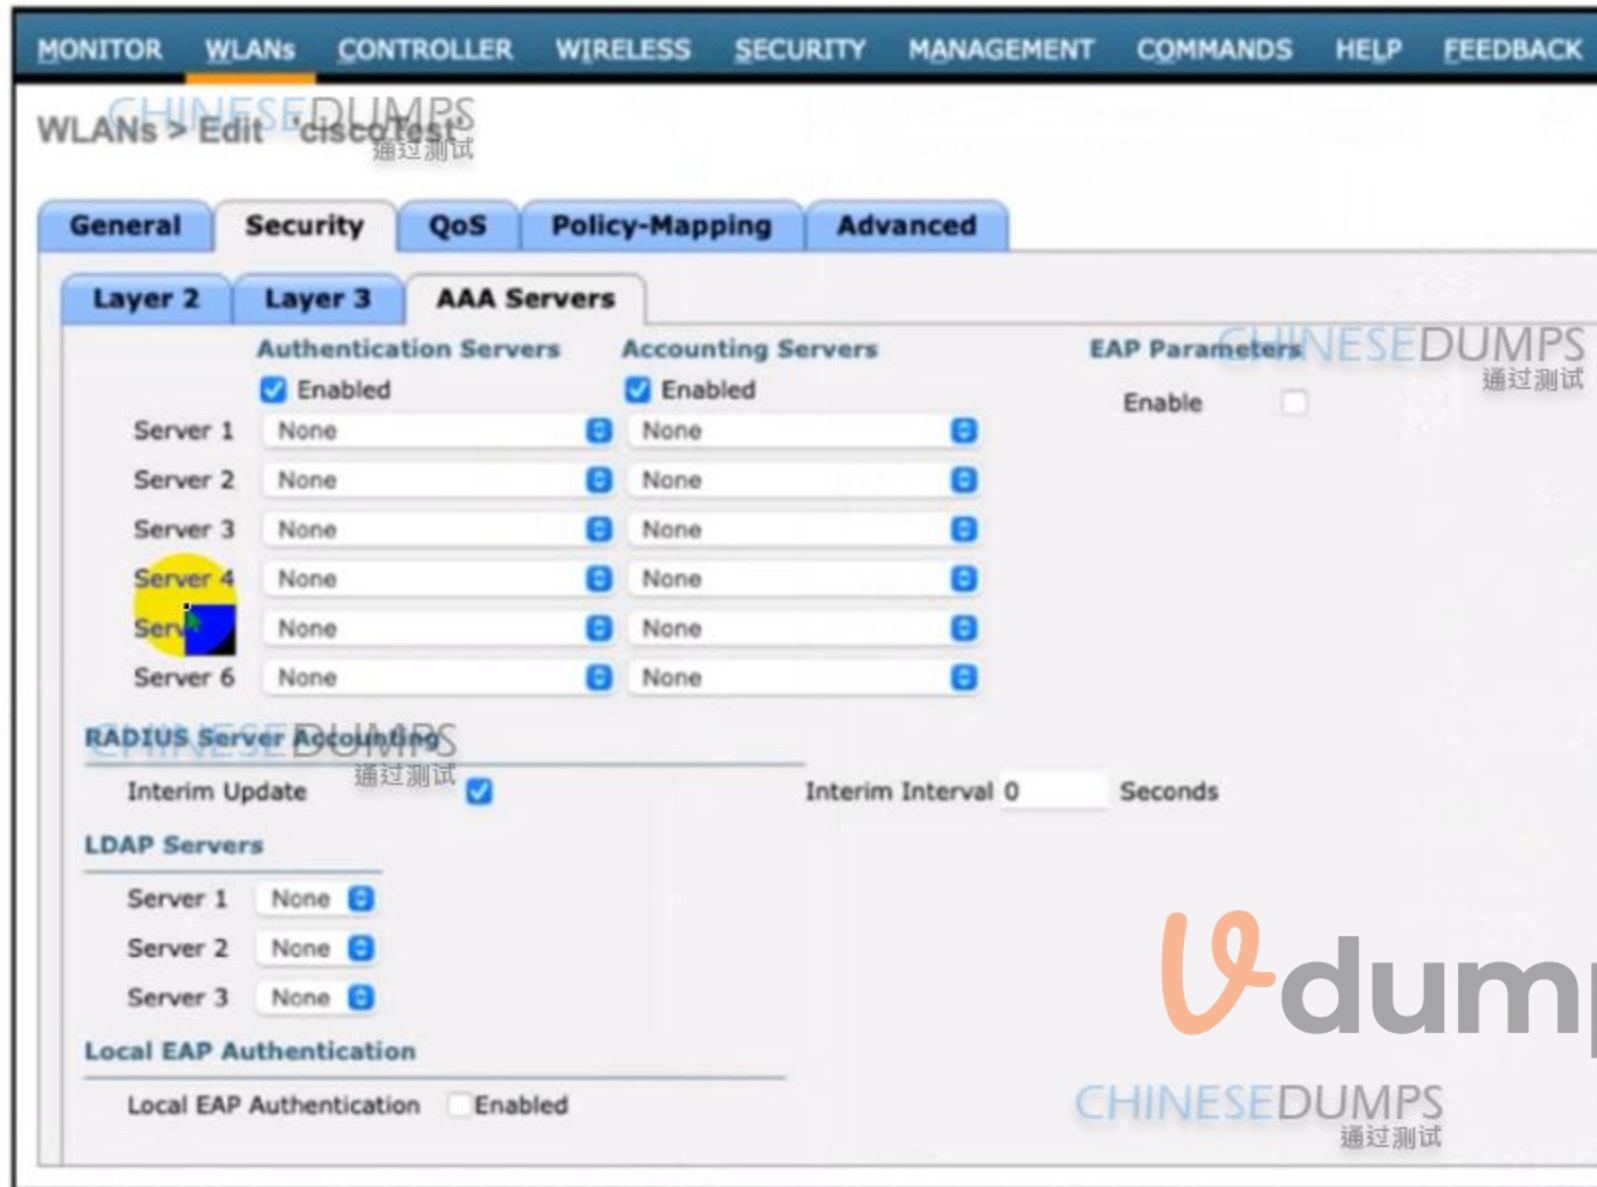 MONITOR WLANs CONTROLLER WIRELESS SECURITY MANAGEMENT COMMANDS HELP FEEDBACK
CHINESEDUMPS
WLANs > Edit 'ciscoTest'
通过测试
General Security QoS Policy-Mapping Advanced
Layer 2 Layer 3 AAA Servers
CHINESEDUMPS
Authentication Servers Accounting Servers EAP Parameters
通过测试
Enabled Enabled Enable
Server 1 None None
Server 2 None None
Server 3 None None
Server 4 None None
None None
Server 6 None None
CHINESEDUMPS
RADIUS Server Accounting
通过测试
Interim Update Interim Interval 0 Seconds
LDAP Servers
Server 1 None
Server 2 None
Server 3 None
dum
Local EAP Authentication
Local EAP Authentication Enabled
CHINESEDUMPS
通过测试